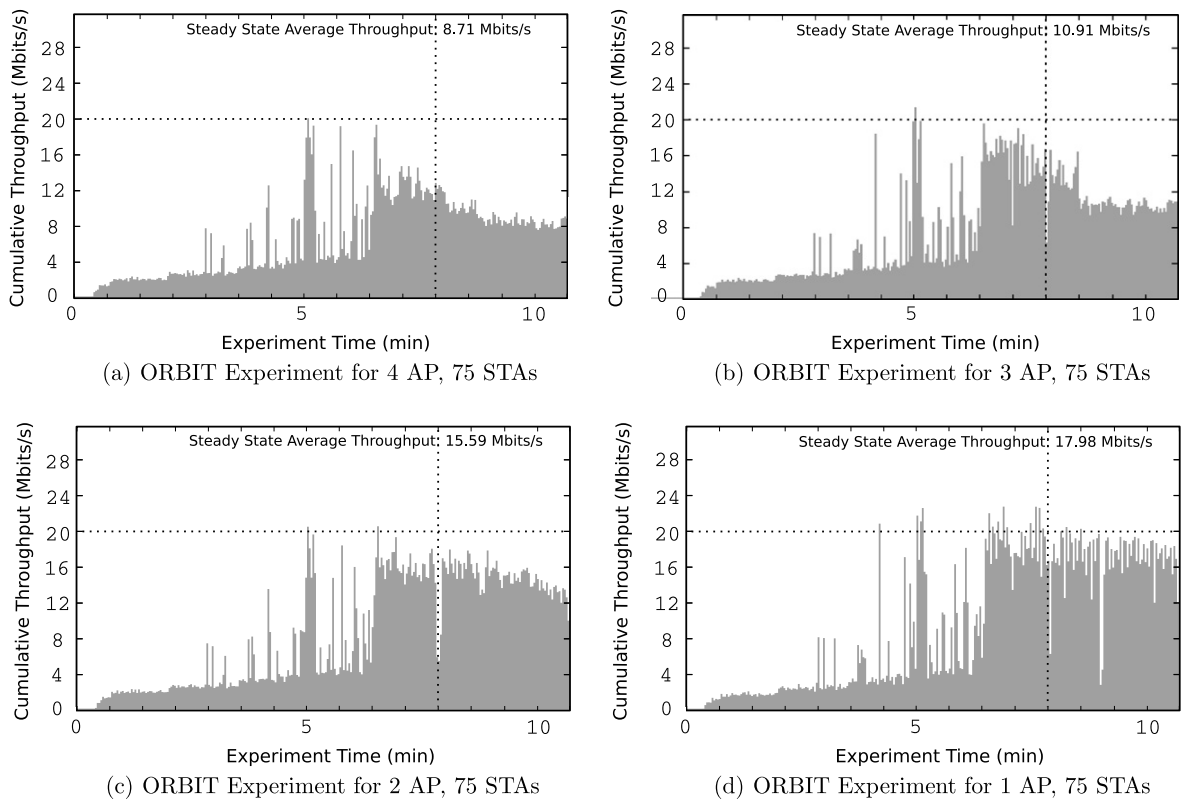 Steady State Average Throughput: 8.71 Mbits/s
Cumulative Throughput (Mbits/s)
28
24
20
16
12
8
4
0
0 5 10
Experiment Time (min)
(a) ORBIT Experiment for 4 AP, 75 STAs
Steady State Average Throughput: 10.91 Mbits/s
Cumulative Throughput (Mbits/s)
28
24
20
16
12
8
4
0
0 5 10
Experiment Time (min)
(b) ORBIT Experiment for 3 AP, 75 STAs
Steady State Average Throughput: 15.59 Mbits/s
Cumulative Throughput (Mbits/s)
28
24
20
16
12
8
4
0
0 5 10
Experiment Time (min)
(c) ORBIT Experiment for 2 AP, 75 STAs
Steady State Average Throughput: 17.98 Mbits/s
Cumulative Throughput (Mbits/s)
28
24
20
16
12
8
4
0
0 5 10
Experiment Time (min)
(d) ORBIT Experiment for 1 AP, 75 STAs